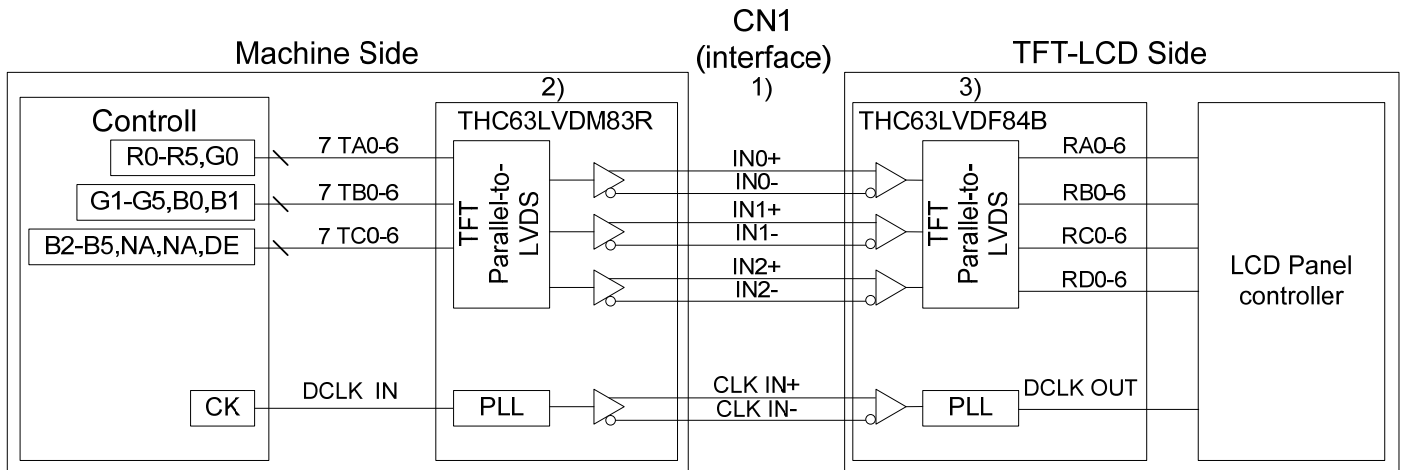 CN1
(interface)
1)
Machine Side
TFT-LCD Side
Controll
R0-R5,G0
G1-G5,B0,B1
B2-B5,NA,NA,DE
CK
7 TA0-6
7 TB0-6
7 TC0-6
DCLK IN
2)
THC63LVDM83R
TFT
Parallel-to-
LVDS
PLL
IN0+
IN0-
IN1+
IN1-
IN2+
IN2-
CLK IN+
CLK IN-
3)
THC63LVDF84B
TFT
Parallel-to-
LVDS
PLL
RA0-6
RB0-6
RC0-6
RD0-6
DCLK OUT
LCD Panel
controller